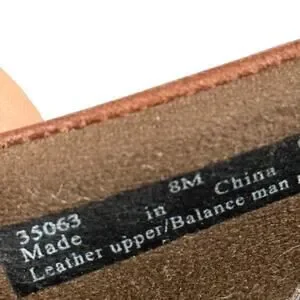 35063 8M
Made in China
Leather upper/Balance man